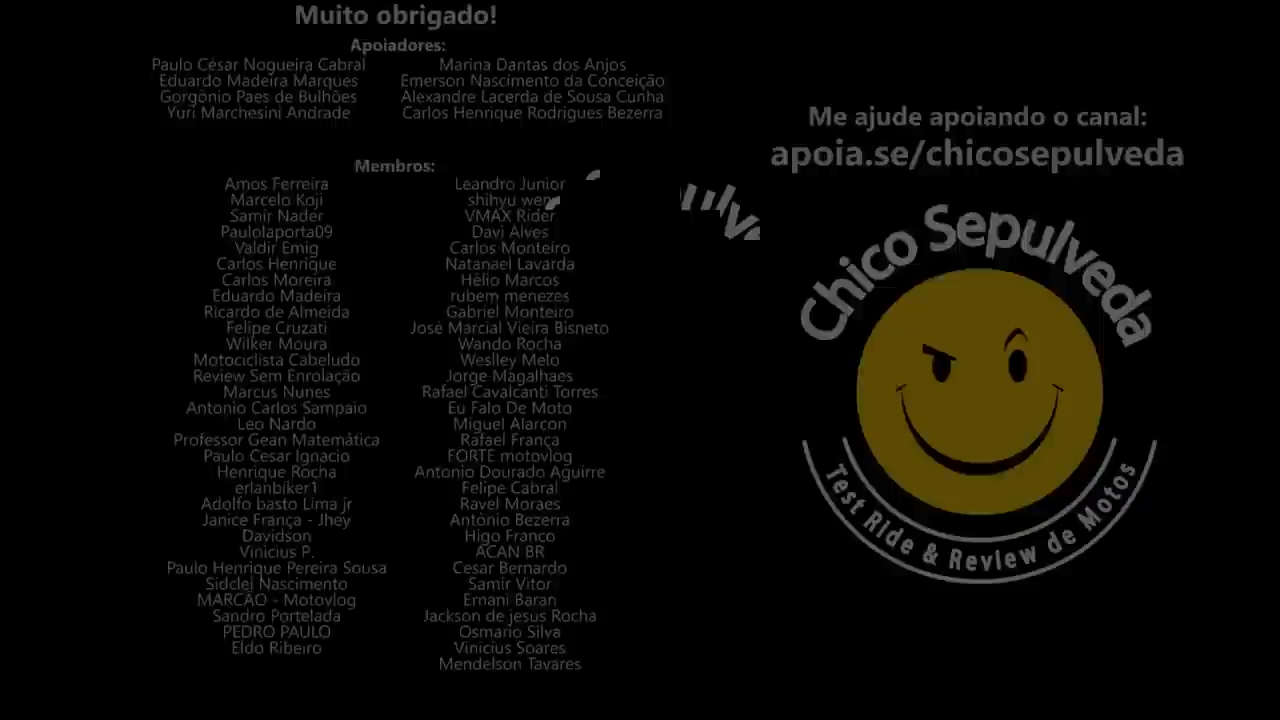 Muito obrigado!
Apoiadores:
Paulo César Nogueira Cabral
Eduardo Madeira Marques
Gorgônio Paes de Bulhões
Yuri Marchesini Andrade
Marina Dantas dos Anjos
Emerson Nascimento da Conceição
Alexandre Lacerda de Sousa Cunha
Carlos Henrique Rodrigues Bezerra
Membros:
Amos Ferreira
Marcelo Koji
Samir Nader
Paulolaporta09
Valdir Emig
Carlos Henrique
Carlos Moreira
Eduardo Madeira
Ricardo de Almeida
Felipe Cruzati
Wilker Moura
Motociclista Cabeludo
Review Sem Enrolação
Marcus Nunes
Antonio Carlos Sampaio
Leo Nardo
Professor Gean Matemática
Paulo Cesar Ignacio
Henrique Rocha
erlanbiker1
Adolfo basto Lima jr
Janice França - Jhey
Davidson
Vinicius P.
Paulo Henrique Pereira Sousa
Sidclei Nascimento
MARCÃO - Motovlog
Sandro Portelada
PEDRO PAULO
Eldo Ribeiro
Leandro Junior
shihyu wen
VMAX Rider
Davi Alves
Carlos Monteiro
Natanael Lavarda
Hélio Marcos
rubem menezes
Gabriel Monteiro
José Marcial Vieira Bisneto
Wando Rocha
Weslley Melo
Jorge Magalhaes
Rafael Cavalcanti Torres
Eu Falo De Moto
Miguel Alarcon
Rafael França
FORTE motovlog
Antonio Dourado Aguirre
Felipe Cabral
Ravel Moraes
Antônio Bezerra
Higo Franco
ACAN BR
Cesar Bernardo
Samir Vitor
Ernani Baran
Jackson de jesus Rocha
Osmario Silva
Vinicius Soares
Mendelson Tavares
Me ajude apoiando o canal:
apoia.se/chicosepulveda
Chico Sepulveda
Test Ride & Review de Motos